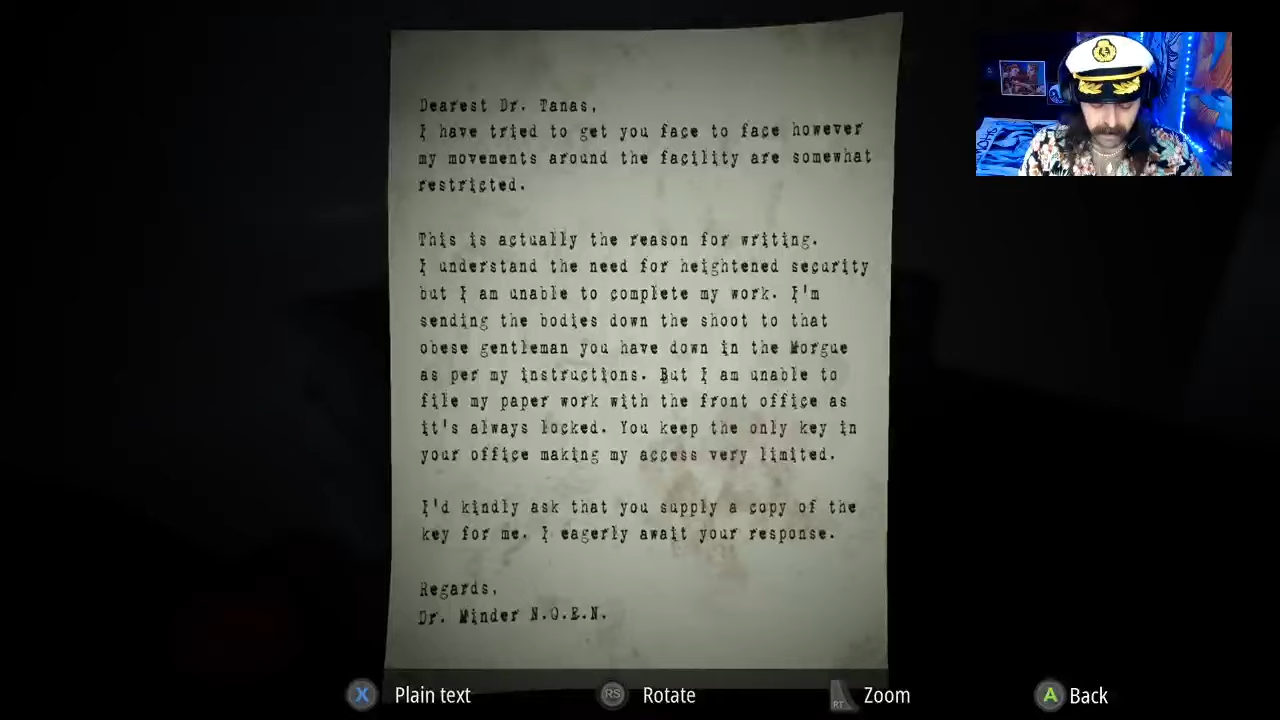 Dearest Dr. Tanas,
I have tried to get you face to face however
my movements around the facility are somewhat
restricted.
This is actually the reason for writing.
I understand the need for heightened security
but I am unable to complete my work. I'm
sending the bodies down the shoot to that
obese gentleman you have down in the Morgue
as per my instructions. But I am unable to
file my paper work with the front office as
it's always locked. You keep the only key in
your office making my access very limited.
I'd kindly ask that you supply a copy of the
key for me. I eagerly await your response.
Regards,
Dr. Minder N.O.E.N.
X Plain text
RS Rotate
RT Zoom
A Back